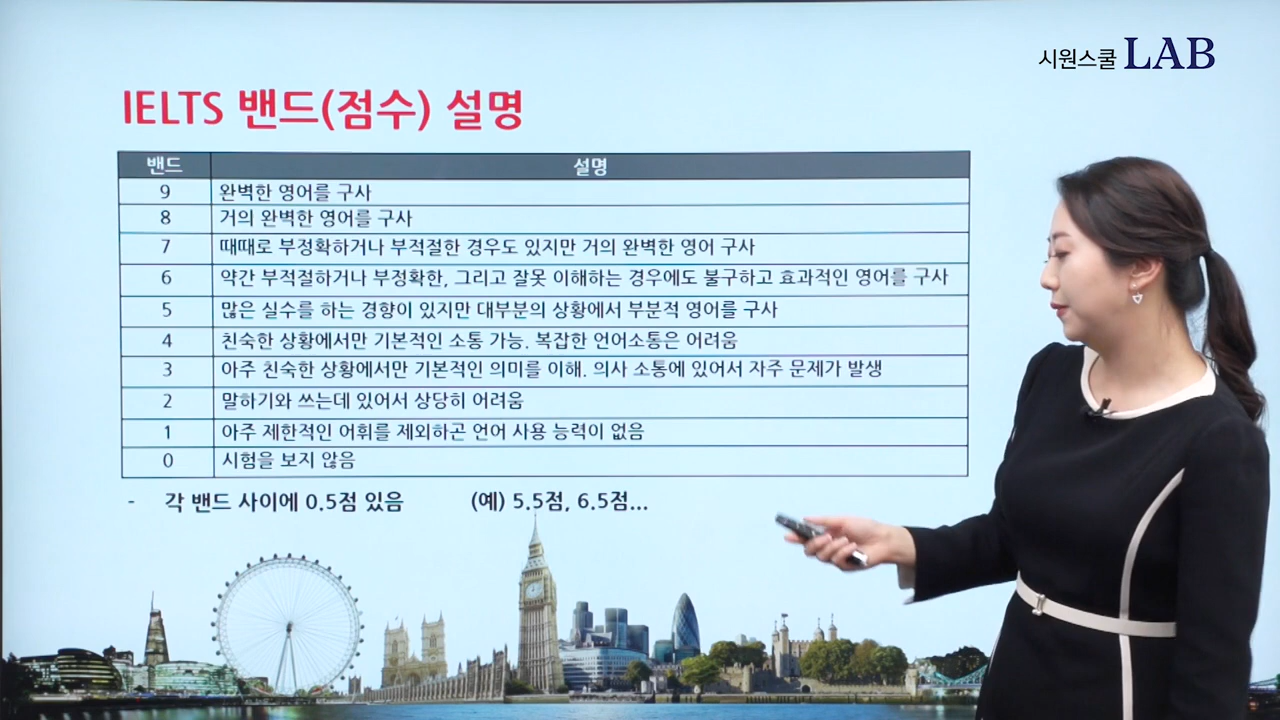 시원스쿨 LAB
IELTS 밴드(점수) 설명
밴드 설명
9 완벽한 영어를 구사
8 거의 완벽한 영어를 구사
7 때때로 부정확하거나 부적절한 경우도 있지만 거의 완벽한 영어 구사
6 약간 부적절하거나 부정확한, 그리고 잘못 이해하는 경우에도 불구하고 효과적인 영어를 구사
5 많은 실수를 하는 경향이 있지만 대부분의 상황에서 부분적 영어를 구사
4 친숙한 상황에서만 기본적인 소통 가능. 복잡한 언어소통은 어려움
3 아주 친숙한 상황에서만 기본적인 의미를 이해. 의사 소통에 있어서 자주 문제가 발생
2 말하기와 쓰는데 있어서 상당히 어려움
1 아주 제한적인 어휘를 제외하곤 언어 사용 능력이 없음
0 시험을 보지 않음
- 각 밴드 사이에 0.5점 있음 (예) 5.5점, 6.5점...